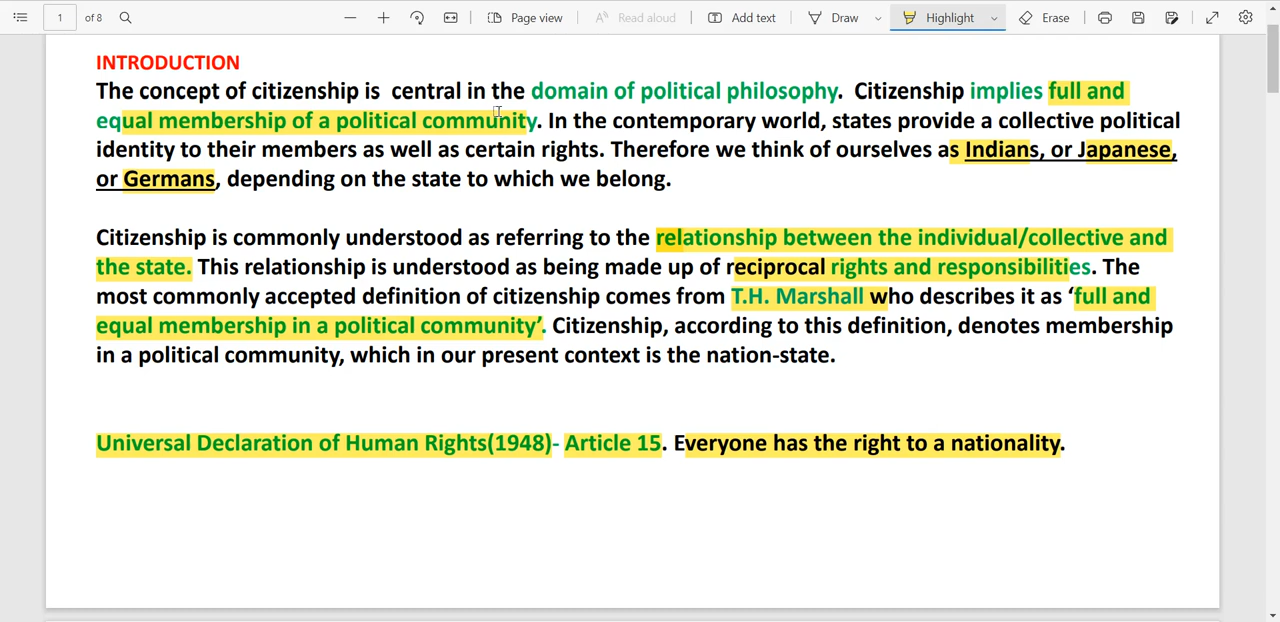 1 of 8 Page view Read aloud Add text Draw Highlight Erase
INTRODUCTION
The concept of citizenship is central in the domain of political philosophy. Citizenship implies full and
equal membership of a political community. In the contemporary world, states provide a collective political
identity to their members as well as certain rights. Therefore we think of ourselves as Indians, or Japanese,
or Germans, depending on the state to which we belong.
Citizenship is commonly understood as referring to the relationship between the individual/collective and
the state. This relationship is understood as being made up of reciprocal rights and responsibilities. The
most commonly accepted definition of citizenship comes from T.H. Marshall who describes it as ‘full and
equal membership in a political community’. Citizenship, according to this definition, denotes membership
in a political community, which in our present context is the nation-state.
Universal Declaration of Human Rights(1948)- Article 15. Everyone has the right to a nationality.